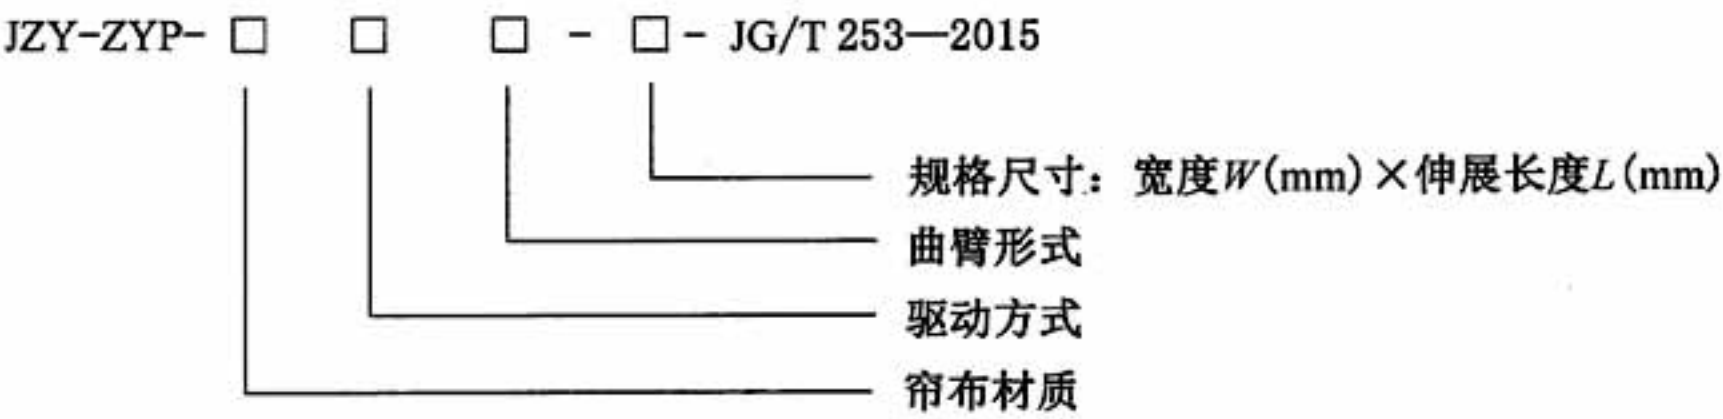 JZY-ZYP-□ □ □ - □ - JG/T 253—2015
规格尺寸：宽度W(mm)×伸展长度L(mm)
曲臂形式
驱动方式
帘布材质